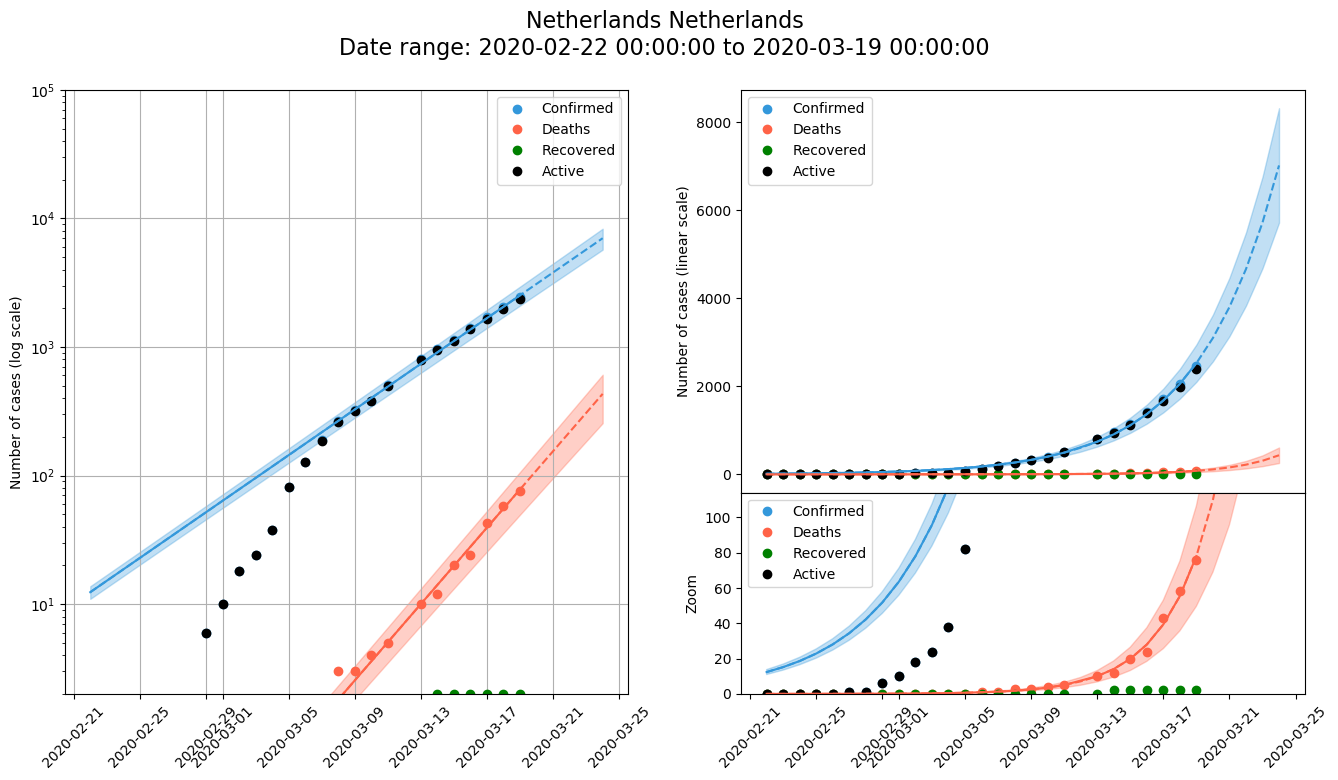 Netherlands Netherlands
Date range: 2020-02-22 00:00:00 to 2020-03-19 00:00:00
Number of cases (log scale)
10^5
10^4
10^3
10^2
10^1
Confirmed
Deaths
Recovered
Active
2020-02-21
2020-02-25
2020-02-29
2020-03-01
2020-03-05
2020-03-09
2020-03-13
2020-03-17
2020-03-21
2020-03-25
Number of cases (linear scale)
8000
6000
4000
2000
0
Confirmed
Deaths
Recovered
Active
Zoom
100
80
60
40
20
0
Confirmed
Deaths
Recovered
Active
2020-02-21
2020-02-25
2020-02-29
2020-03-01
2020-03-05
2020-03-09
2020-03-13
2020-03-17
2020-03-21
2020-03-25